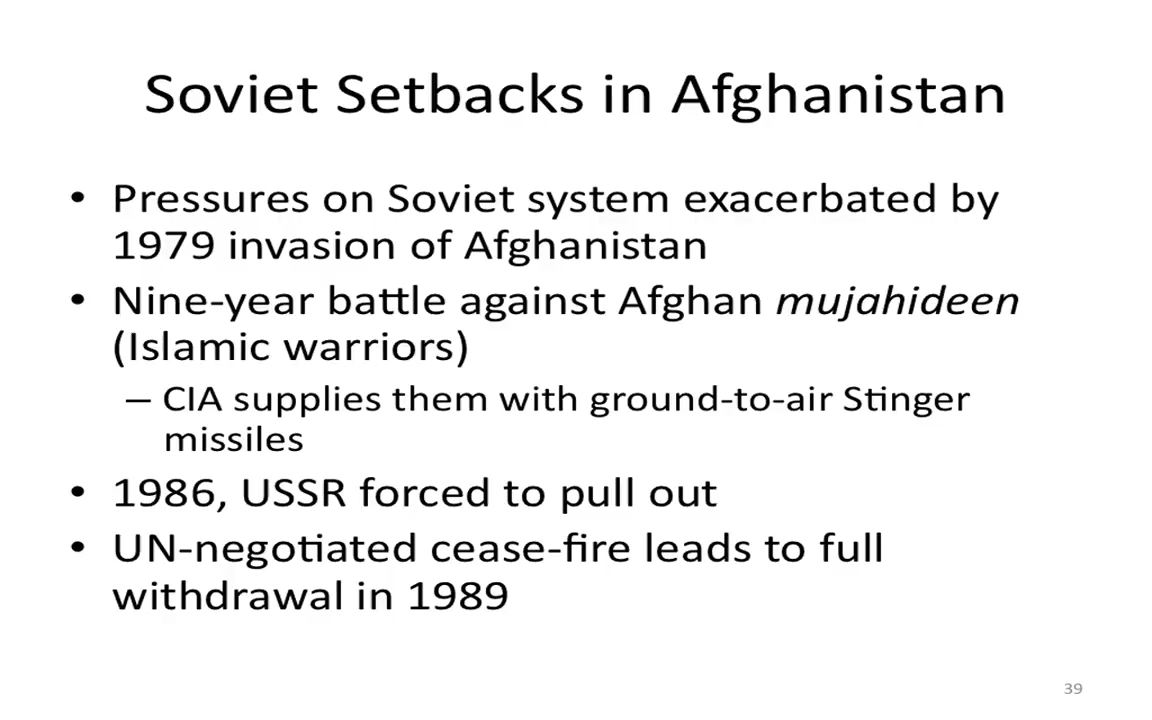 Soviet Setbacks in Afghanistan
• Pressures on Soviet system exacerbated by
1979 invasion of Afghanistan
• Nine-year battle against Afghan mujahideen
(Islamic warriors)
– CIA supplies them with ground-to-air Stinger
missiles
• 1986, USSR forced to pull out
• UN-negotiated cease-fire leads to full
withdrawal in 1989
39